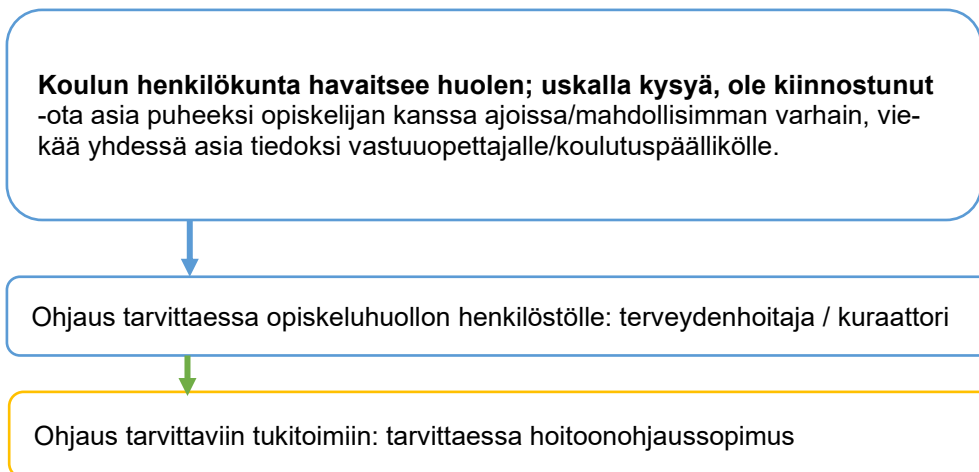 Koulun henkilökunta havaitsee huolen; uskalla kysyä, ole kiinnostunut
-ota asia puheeksi opiskelijan kanssa ajoissa/mahdollisimman varhain, vie-
kää yhdessä asia tiedoksi vastuuopettajalle/koulutuspäällikölle.
Ohjaus tarvittaessa opiskeluhuollon henkilöstölle: terveydenhoitaja / kuraattori
Ohjaus tarvittaviin tukitoimiin: tarvittaessa hoitoonohjaussopimus